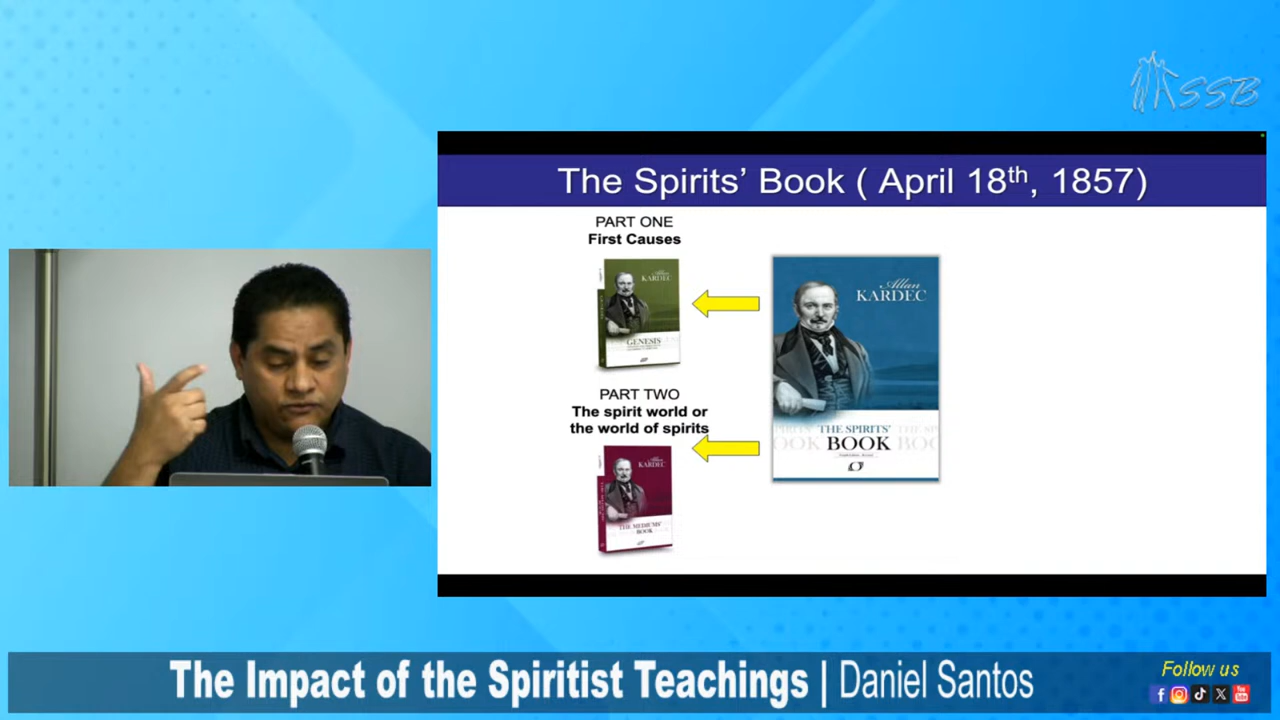 SSB
The Spirits’ Book ( April 18th, 1857)
PART ONE
First Causes
Allan
KARDEC
GENESIS
PART TWO
The spirit world or
the world of spirits
Allan
KARDEC
THE MEDIUMS'
BOOK
Allan
KARDEC
THE SPIRITS'
BOOK
The Impact of the Spiritist Teachings | Daniel Santos
Follow us